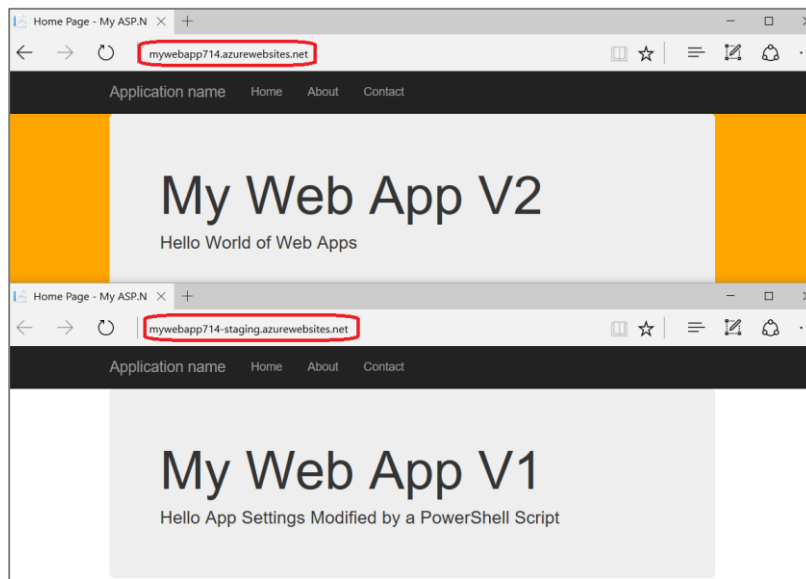 Home Page - My ASP.N
mywebapp714.azurewebsites.net
Application name Home About Contact
My Web App V2
Hello World of Web Apps
Home Page - My ASP.N
mywebapp714-staging.azurewebsites.net
Application name Home About Contact
My Web App V1
Hello App Settings Modified by a PowerShell Script